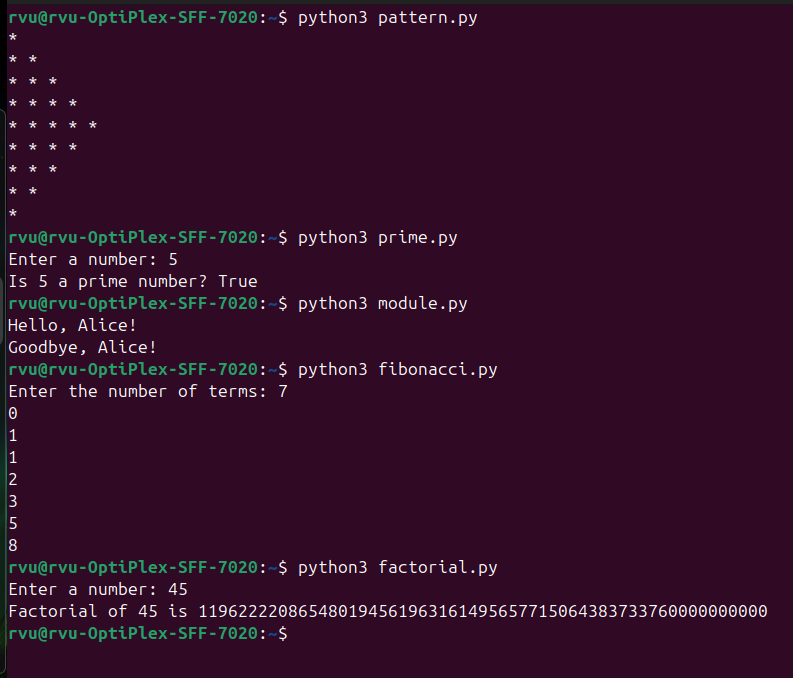 rvu@rvu-OptiPlex-SFF-7020:~$ python3 pattern.py
*
* *
* * *
* * * *
* * * * *
* * * *
* * *
* *
*
rvu@rvu-OptiPlex-SFF-7020:~$ python3 prime.py
Enter a number: 5
Is 5 a prime number? True
rvu@rvu-OptiPlex-SFF-7020:~$ python3 module.py
Hello, Alice!
Goodbye, Alice!
rvu@rvu-OptiPlex-SFF-7020:~$ python3 fibonacci.py
Enter the number of terms: 7
0
1
1
2
3
5
8
rvu@rvu-OptiPlex-SFF-7020:~$ python3 factorial.py
Enter a number: 45
Factorial of 45 is 119622220865480194561963161495657715064383733760000000000
rvu@rvu-OptiPlex-SFF-7020:~$